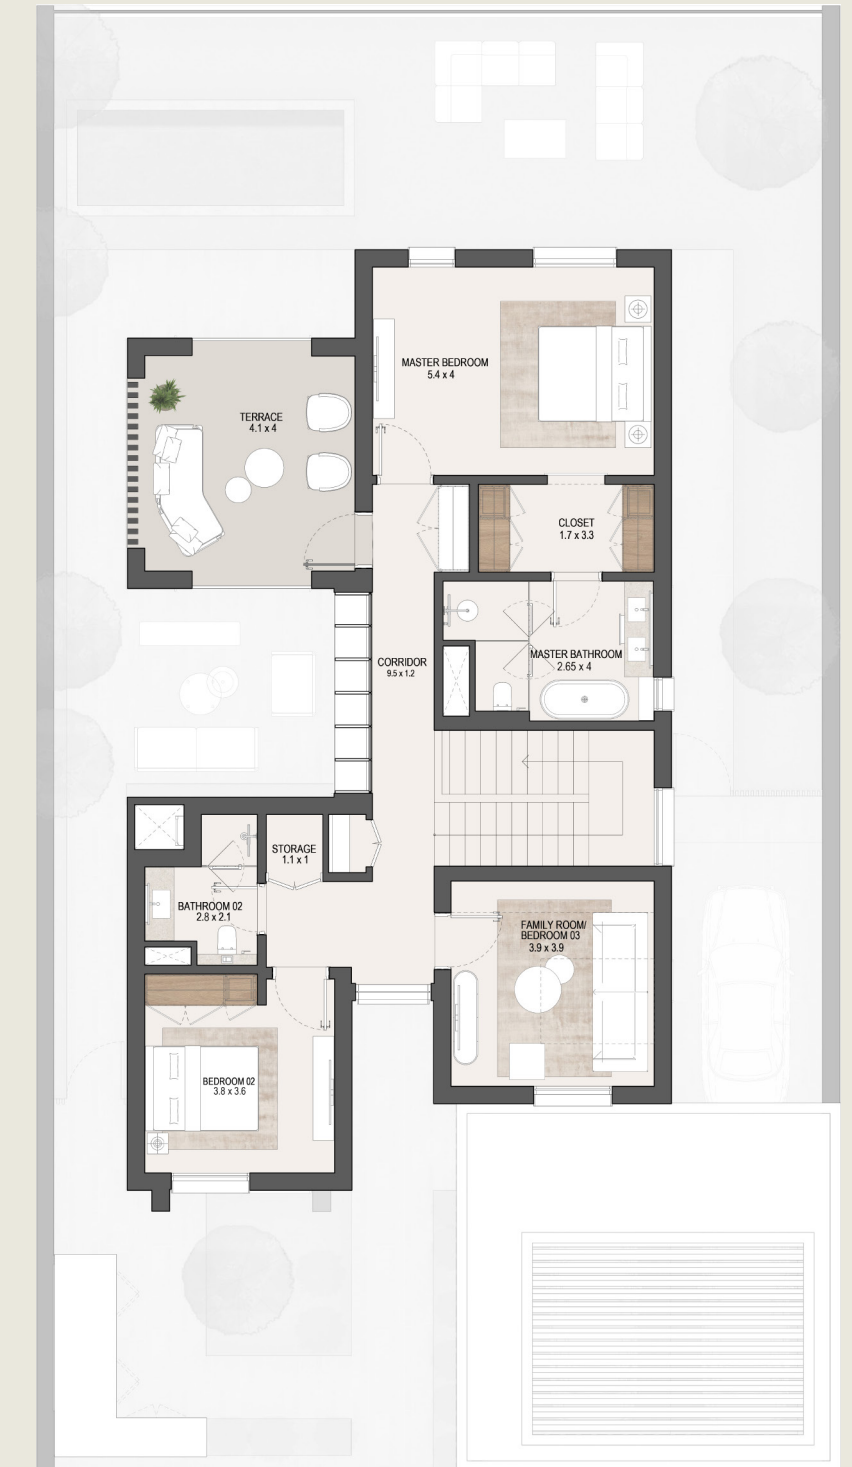 MASTER BEDROOM
5.4 x 4
TERRACE
4.1 x 4
CLOSET
1.7 x 3.3
CORRIDOR
9.5 x 1.2
MASTER BATHROOM
2.65 x 4
STORAGE
1.1 x 1
BATHROOM 02
2.8 x 2.1
FAMILY ROOM/
BEDROOM 03
3.9 x 3.9
BEDROOM 02
3.8 x 3.6